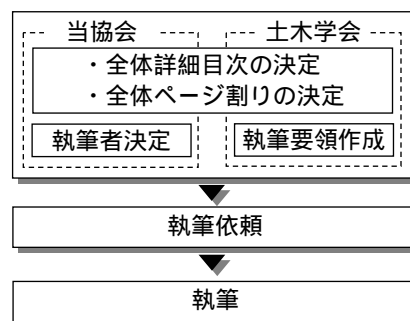 当協会
土木学会
・全体詳細目次の決定
・全体ページ割りの決定
執筆者決定
執筆要領作成
執筆依頼
執筆